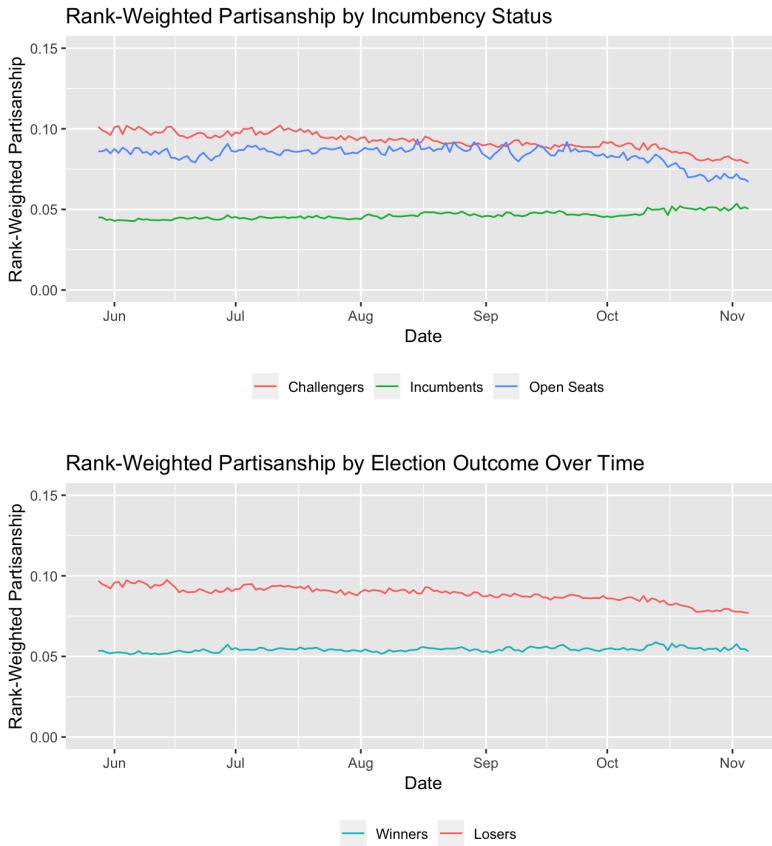 Rank-Weighted Partisanship by Incumbency Status
Rank-Weighted Partisanship
0.15
0.10
0.05
0.00
Jun Jul Aug Sep Oct Nov
Date
Challengers Incumbents Open Seats
Rank-Weighted Partisanship by Election Outcome Over Time
Rank-Weighted Partisanship
0.15
0.10
0.05
0.00
Jun Jul Aug Sep Oct Nov
Date
Winners Losers